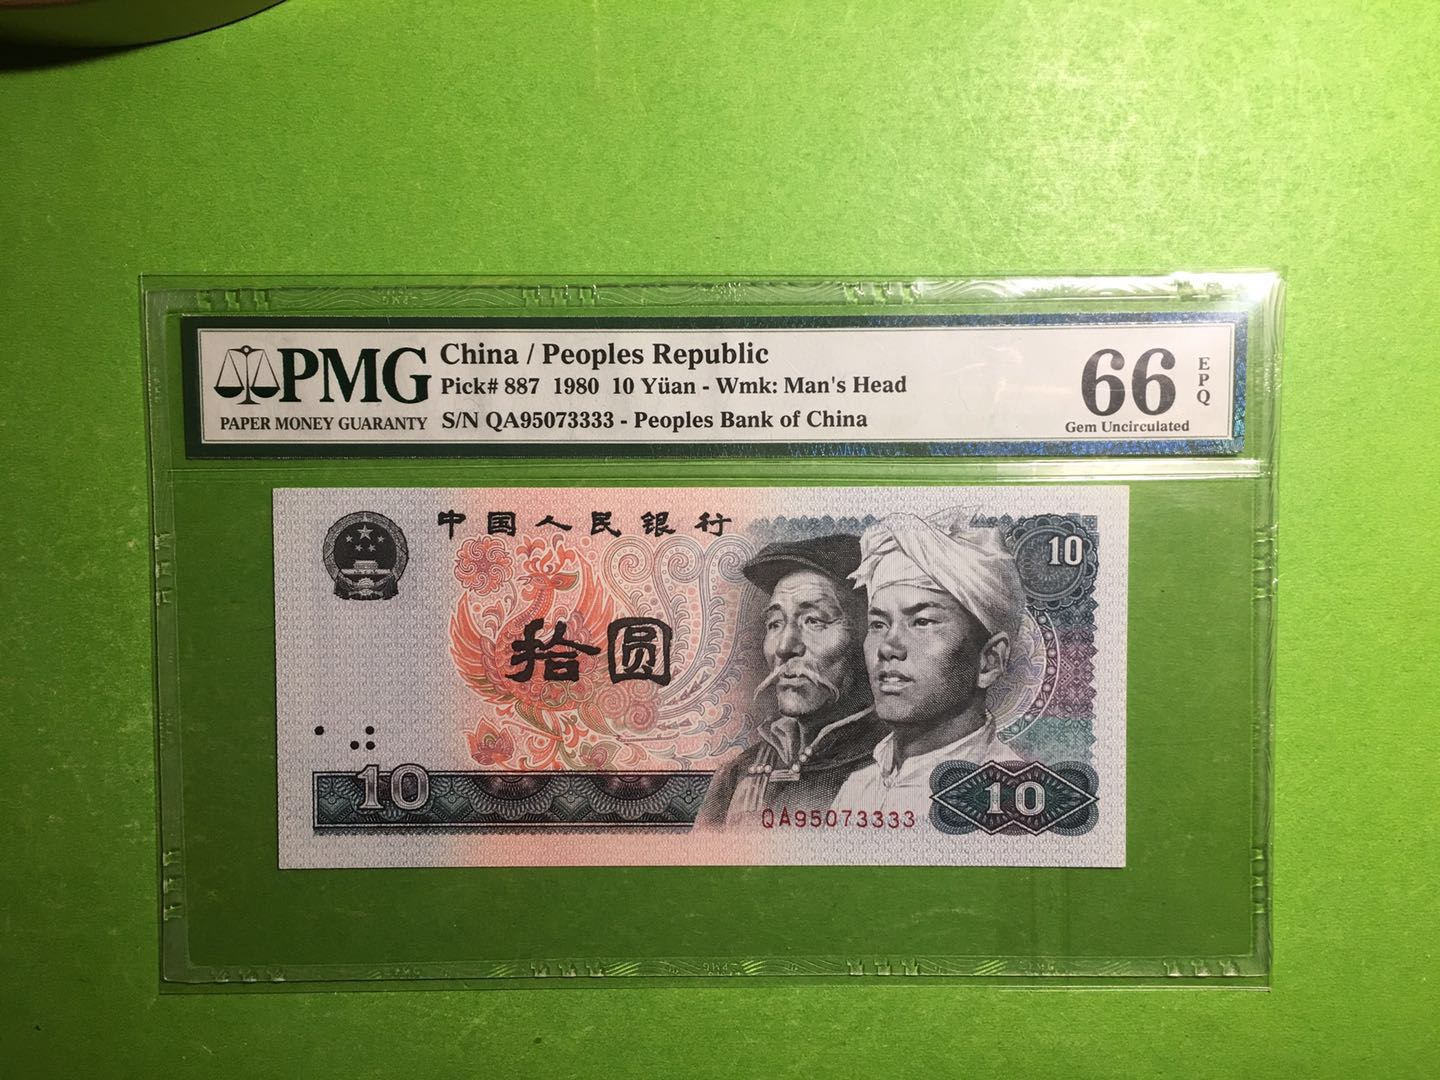 PMG
PAPER MONEY GUARANTY
China / Peoples Republic
Pick# 887 1980 10 Yüan - Wmk: Man's Head
S/N QA95073333 - Peoples Bank of China
66
EPQ
Gem Uncirculated
中国人民银行
10
拾圆
10
QA95073333
10